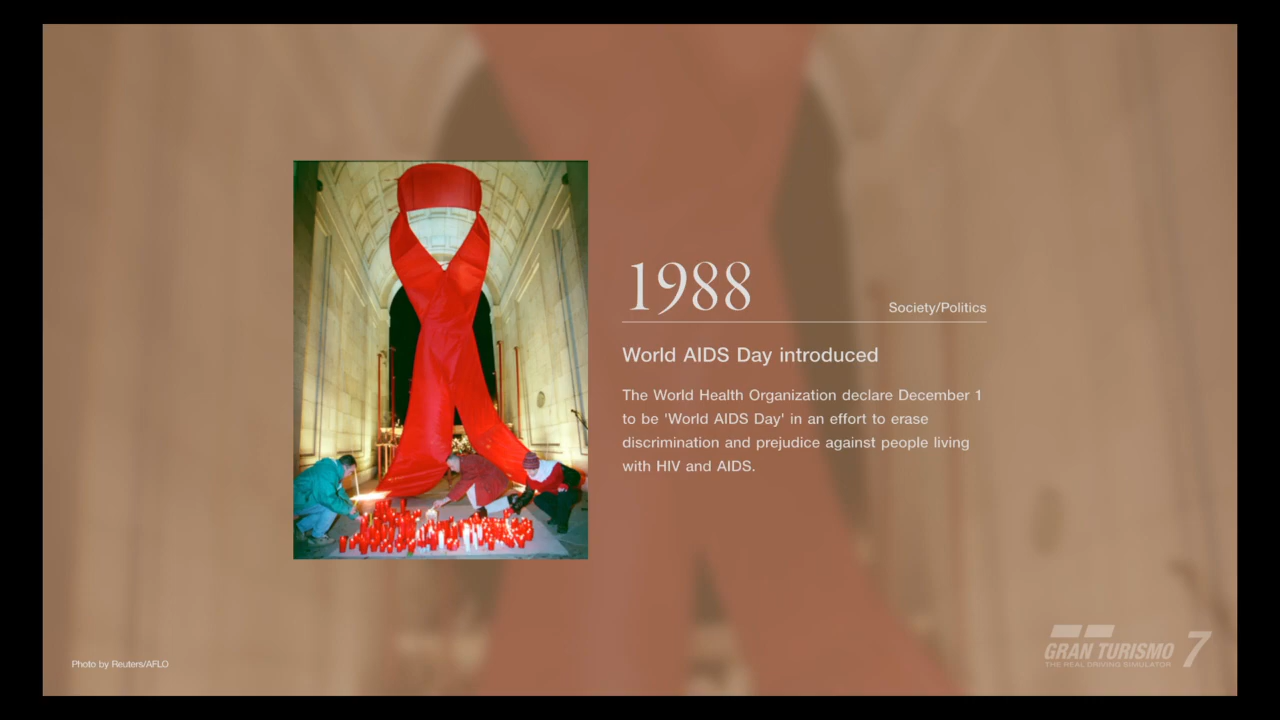 1988
Society/Politics
World AIDS Day introduced
The World Health Organization declare December 1
to be 'World AIDS Day' in an effort to erase
discrimination and prejudice against people living
with HIV and AIDS.
Photo by Reuters/AFLO
GRAN TURISMO 7
THE REAL DRIVING SIMULATOR